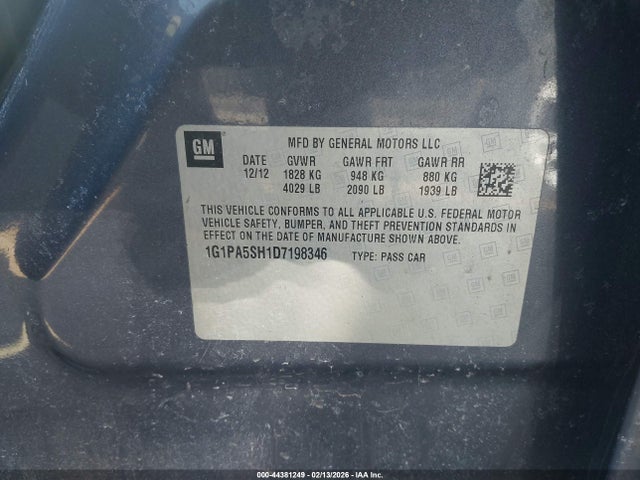 GM
MFD BY GENERAL MOTORS LLC
DATE GVWR GAWR FRT GAWR RR
12/12 1828 KG 948 KG 880 KG
4029 LB 2090 LB 1939 LB
THIS VEHICLE CONFORMS TO ALL APPLICABLE U.S. FEDERAL MOTOR
VEHICLE SAFETY, BUMPER, AND THEFT PREVENTION STANDARDS IN
EFFECT ON THE DATE OF MANUFACTURE SHOWN ABOVE.
1G1PA5SH1D7198346 TYPE: PASS CAR
000-44381249 - 02/13/2026 - IAA Inc.